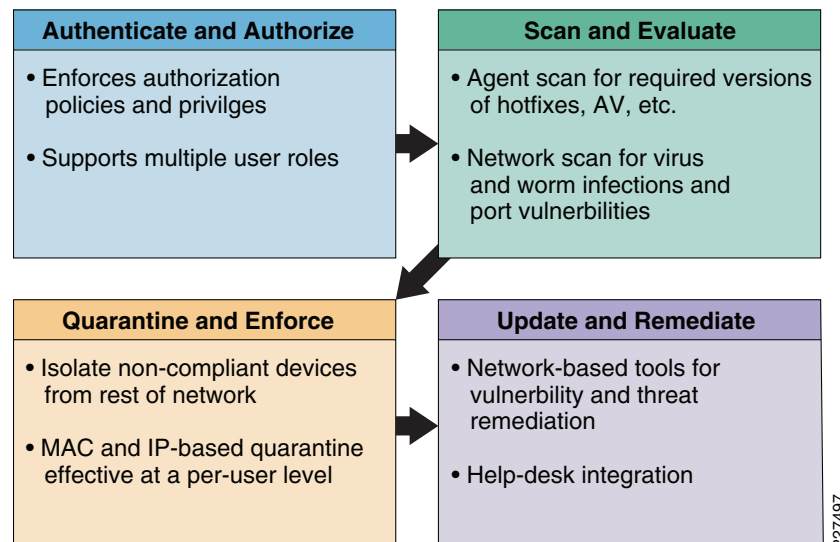 Authenticate and Authorize
• Enforces authorization
policies and privilges
• Supports multiple user roles
Scan and Evaluate
• Agent scan for required versions
of hotfixes, AV, etc.
• Network scan for virus
and worm infections and
port vulnerbilities
Quarantine and Enforce
• Isolate non-compliant devices
from rest of network
• MAC and IP-based quarantine
effective at a per-user level
Update and Remediate
• Network-based tools for
vulnerbility and threat
remediation
• Help-desk integration
227497